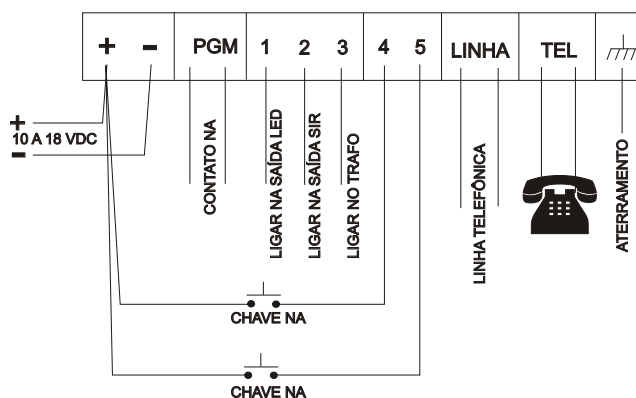 + - PGM 1 2 3 4 5 LINHA TEL
+
10 A 18 VDC
-
CONTATO NA
LIGAR NA SAÍDA LED
LIGAR NA SAÍDA SIR
LIGAR NO TRAFO
LINHA TELEFÔNICA
ATERRAMENTO
CHAVE NA
CHAVE NA